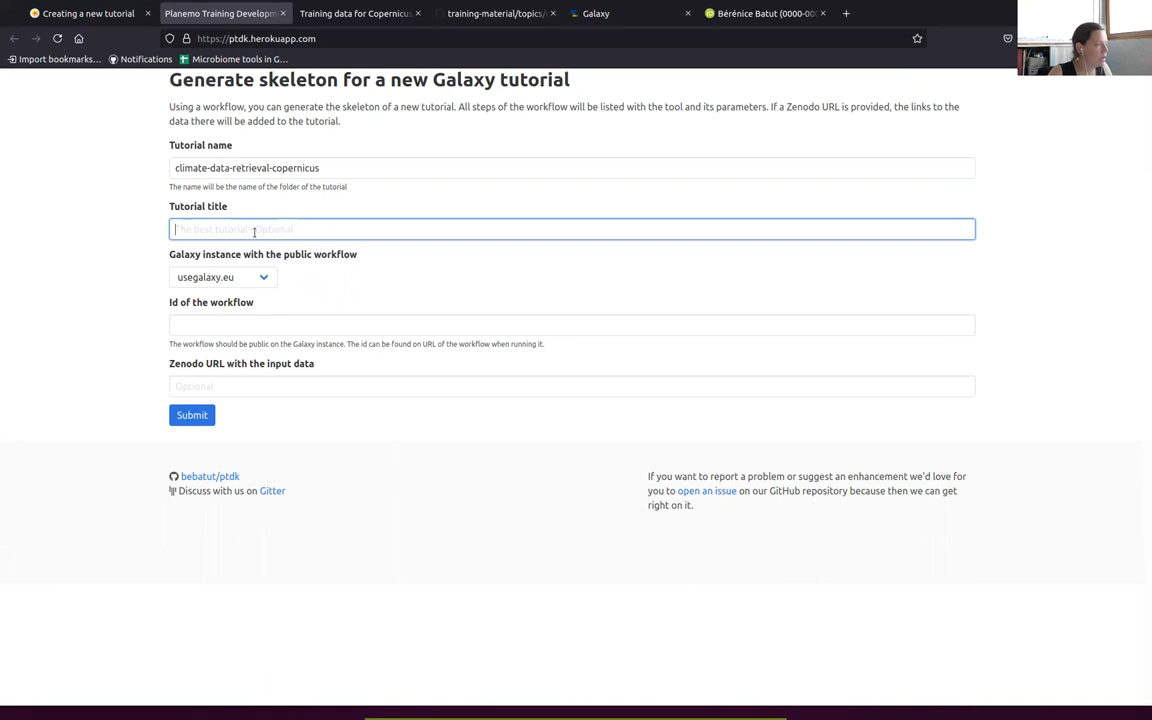 Creating a new tutorial
Planemo Training Developm
Training data for Copernicus
training-material/topics/
Galaxy
Bérénice Batut (0000-00
https://ptdk.herokuapp.com
Import bookmarks...
Notifications
Microbiome tools in G...
Generate skeleton for a new Galaxy tutorial
Using a workflow, you can generate the skeleton of a new tutorial. All steps of the workflow will be listed with the tool and its parameters. If a Zenodo URL is provided, the links to the
data there will be added to the tutorial.
Tutorial name
climate-data-retrieval-copernicus
The name will be the name of the folder of the tutorial
Tutorial title
The best tutorial - Optional
Galaxy instance with the public workflow
usegalaxy.eu
Id of the workflow
The workflow should be public on the Galaxy instance. The id can be found on URL of the workflow when running it.
Zenodo URL with the input data
Optional
Submit
bebatut/ptdk
Discuss with us on Gitter
If you want to report a problem or suggest an enhancement we'd love for
you to open an issue on our GitHub repository because then we can get
right on it.